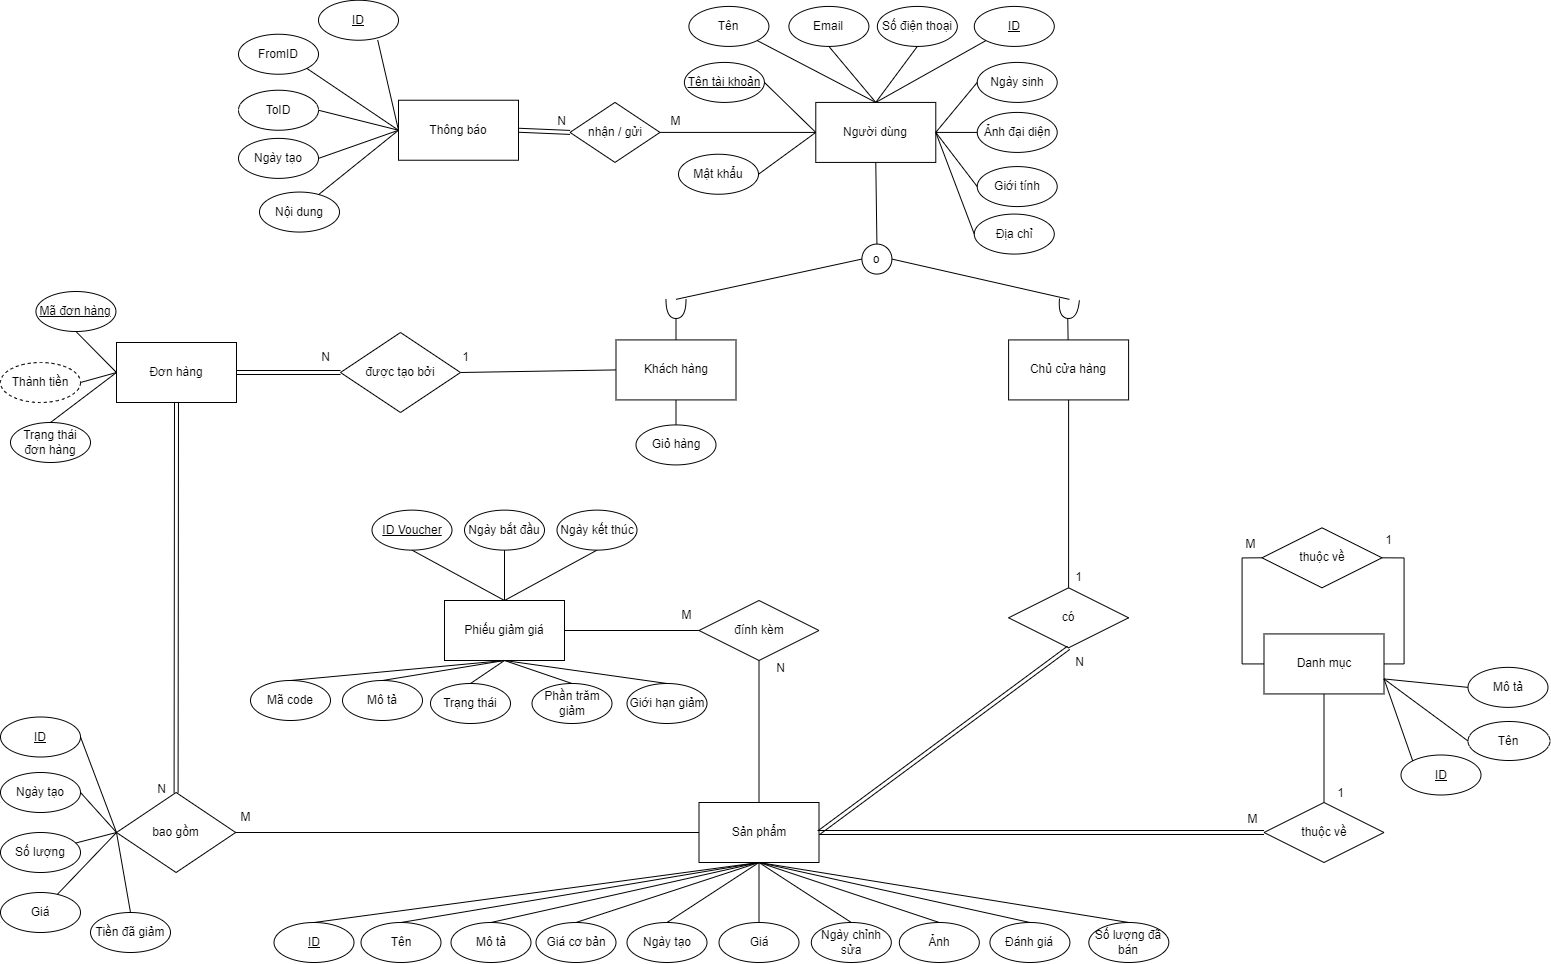 ID
Tên
Email
Số điện thoại
ID
FromID
Tên tài khoản
Ngày sinh
ToID
Thông báo
N
nhận / gửi
M
Người dùng
Ảnh đại diện
Ngày tạo
Mật khẩu
Giới tính
Nội dung
Địa chỉ
o
Mã đơn hàng
Thành tiền
Đơn hàng
N
được tạo bởi
1
Khách hàng
Chủ cửa hàng
Trạng thái
đơn hàng
Giỏ hàng
ID Voucher
Ngày bắt đầu
Ngày kết thúc
M
thuộc về
1
1
có
N
Phiếu giảm giá
M
đính kèm
N
Danh mục
Mã code
Mô tả
Trạng thái
Phần trăm
giảm
Giới hạn giảm
Mô tả
Tên
ID
ID
Ngày tạo
Số lượng
Giá
Tiền đã giảm
N
bao gồm
M
Sản phẩm
M
1
thuộc về
ID
Tên
Mô tả
Giá cơ bản
Ngày tạo
Giá
Ngày chỉnh
sửa
Ảnh
Đánh giá
Số lượng đã
bán